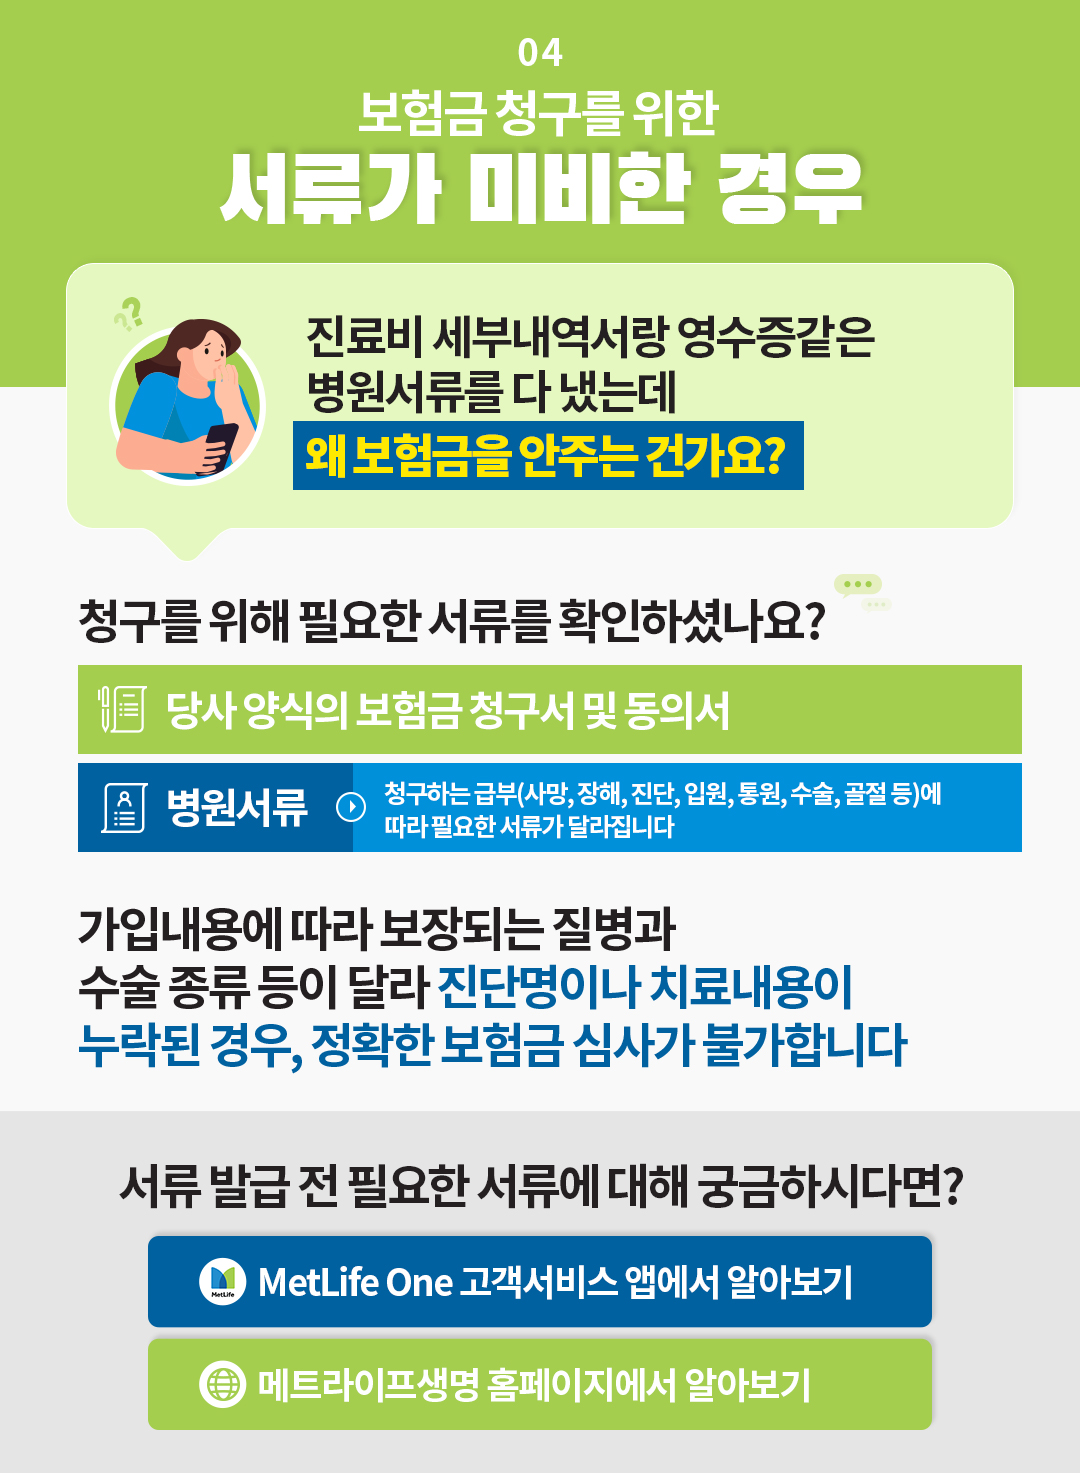 04
보험금 청구를 위한
서류가 미비한 경우
진료비 세부내역서랑 영수증같은
병원서류를 다 냈는데
왜 보험금을 안주는 건가요?
청구를 위해 필요한 서류를 확인하셨나요?
당사 양식의 보험금 청구서 및 동의서
병원서류
청구하는 급부(사망, 장해, 진단, 입원, 통원, 수술, 골절 등)에
따라 필요한 서류가 달라집니다
가입내용에 따라 보장되는 질병과
수술 종류 등이 달라 진단명이나 치료내용이
누락된 경우, 정확한 보험금 심사가 불가합니다
서류 발급 전 필요한 서류에 대해 궁금하시다면?
MetLife
MetLife One 고객서비스 앱에서 알아보기
메트라이프생명 홈페이지에서 알아보기